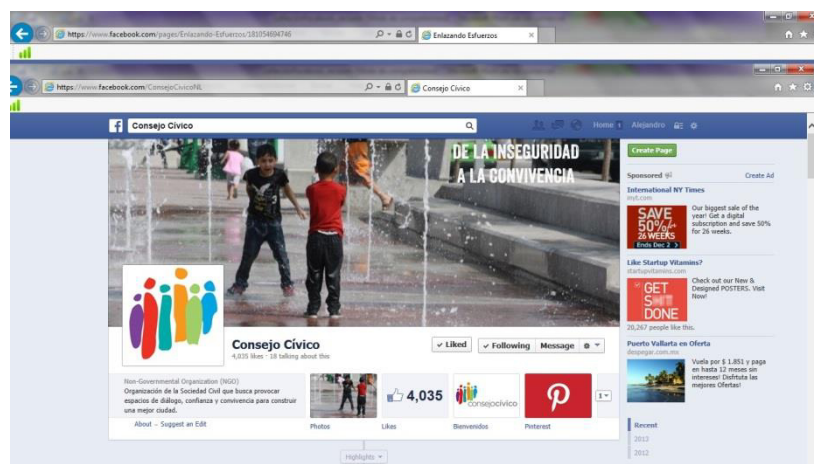 https://www.facebook.com/pages/Enlazando-Esfuerzos/181054694746
Enlazando Esfuerzos
https://www.facebook.com/ConsejoCivicoNL
Consejo Cívico
Consejo Cívico
Home
Alejandro
DE LA INSEGURIDAD
A LA CONVIVENCIA
Consejo Cívico
4,035 likes · 18 talking about this
Liked
Following
Message
Non-Governmental Organization (NGO)
Organización de la Sociedad Civil que busca provocar
espacios de diálogo, confianza y convivencia para construir
una mejor ciudad.
About - Suggest an Edit
Photos
4,035
Likes
consejocívico
Bienvenidos
Pinterest
1
Highlights
Create Page
Sponsored
Create Ad
International NY Times
nyt.com
SAVE
50%
26 WEEKS
Ends Dec 2 >
Our biggest sale of the
year! Get a digital
subscription and save 50%
for 26 weeks.
Like Startup Vitamins?
startupvitamins.com
GET
DONE
Check out our New &
Designed POSTERS. Visit
Now!
20,267 people like this.
Puerto Vallarta en Oferta
despegar.com.mx
Vuela por $ 1.851 y paga
en hasta 12 meses sin
intereses! Disfrtuta las
mejores Ofertas!
Recent
2013
2012